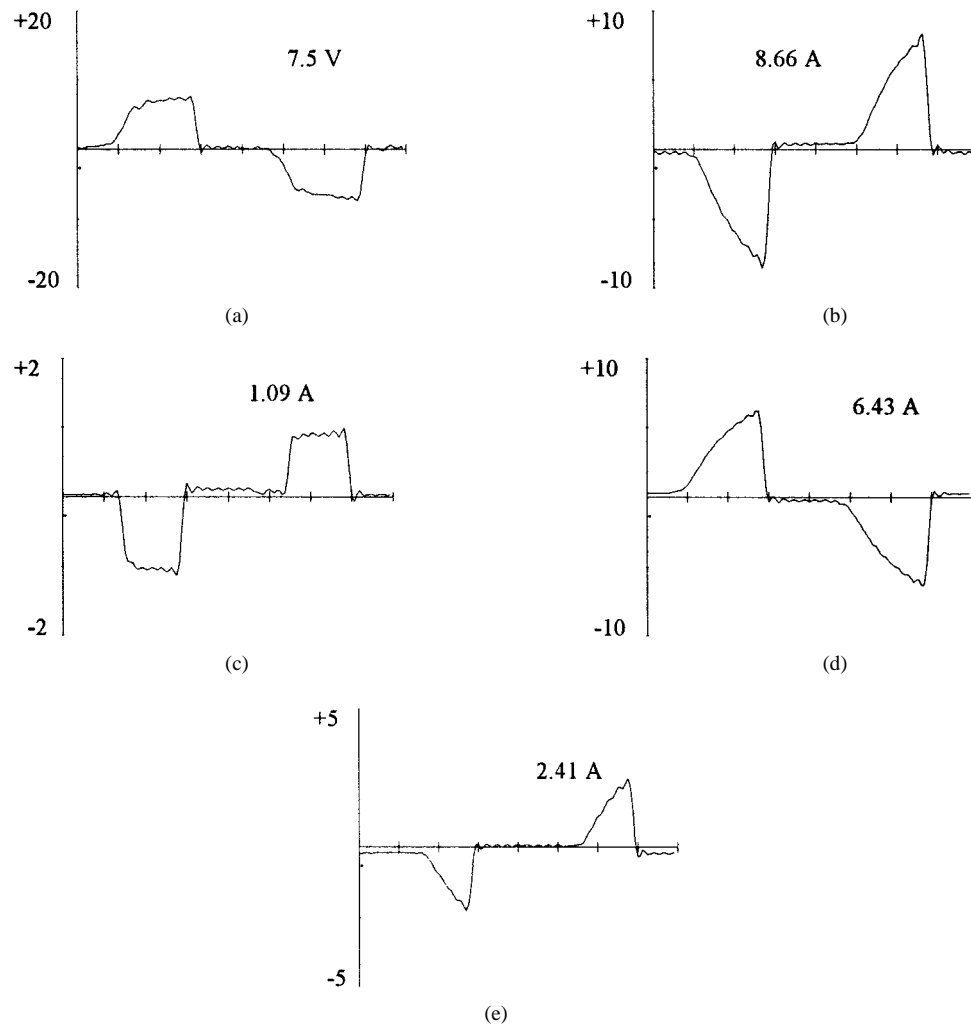 +20
7.5 V
-20
(a)
+10
8.66 A
-10
(b)
+2
1.09 A
-2
(c)
+10
6.43 A
-10
(d)
+5
2.41 A
-5
(e)